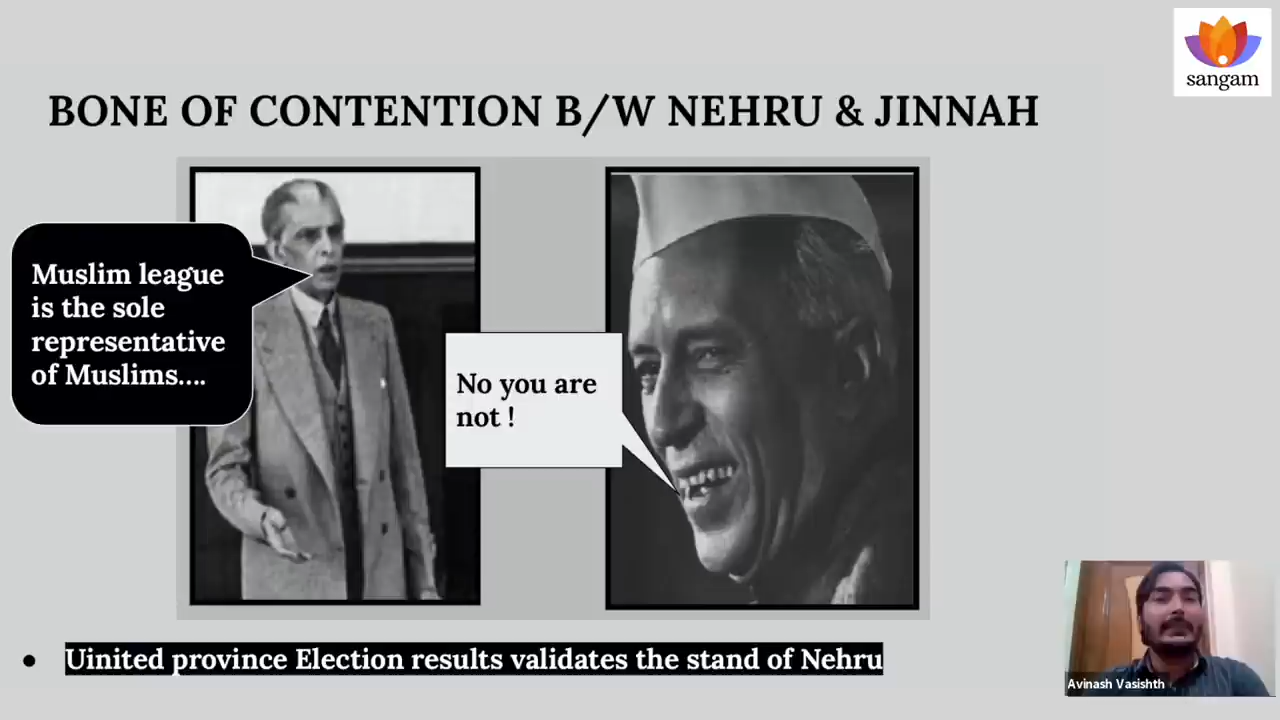 sangam
BONE OF CONTENTION B/W NEHRU & JINNAH
Muslim league
is the sole
representative
of Muslims....
No you are
not !
• Uinited province Election results validates the stand of Nehru
Avinash Vasishth